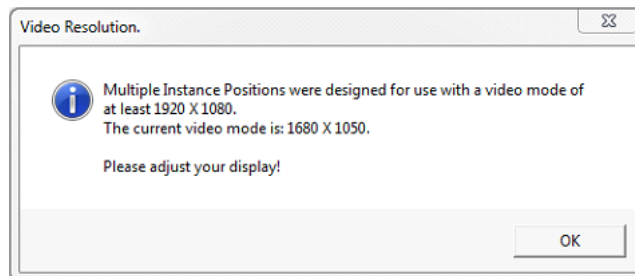 Video Resolution.
Multiple Instance Positions were designed for use with a video mode of
at least 1920 X 1080.
The current video mode is: 1680 X 1050.
Please adjust your display!
OK